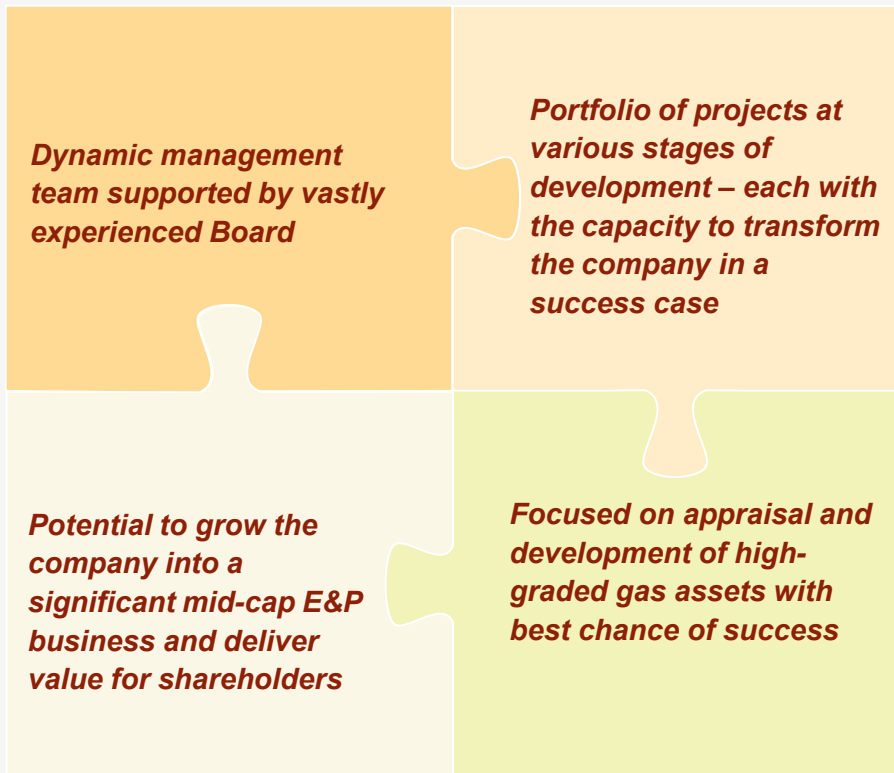 Dynamic management
team supported by vastly
experienced Board
Portfolio of projects at
various stages of
development – each with
the capacity to transform
the company in a
success case
Potential to grow the
company into a
significant mid-cap E&P
business and deliver
value for shareholders
Focused on appraisal and
development of high-
graded gas assets with
best chance of success